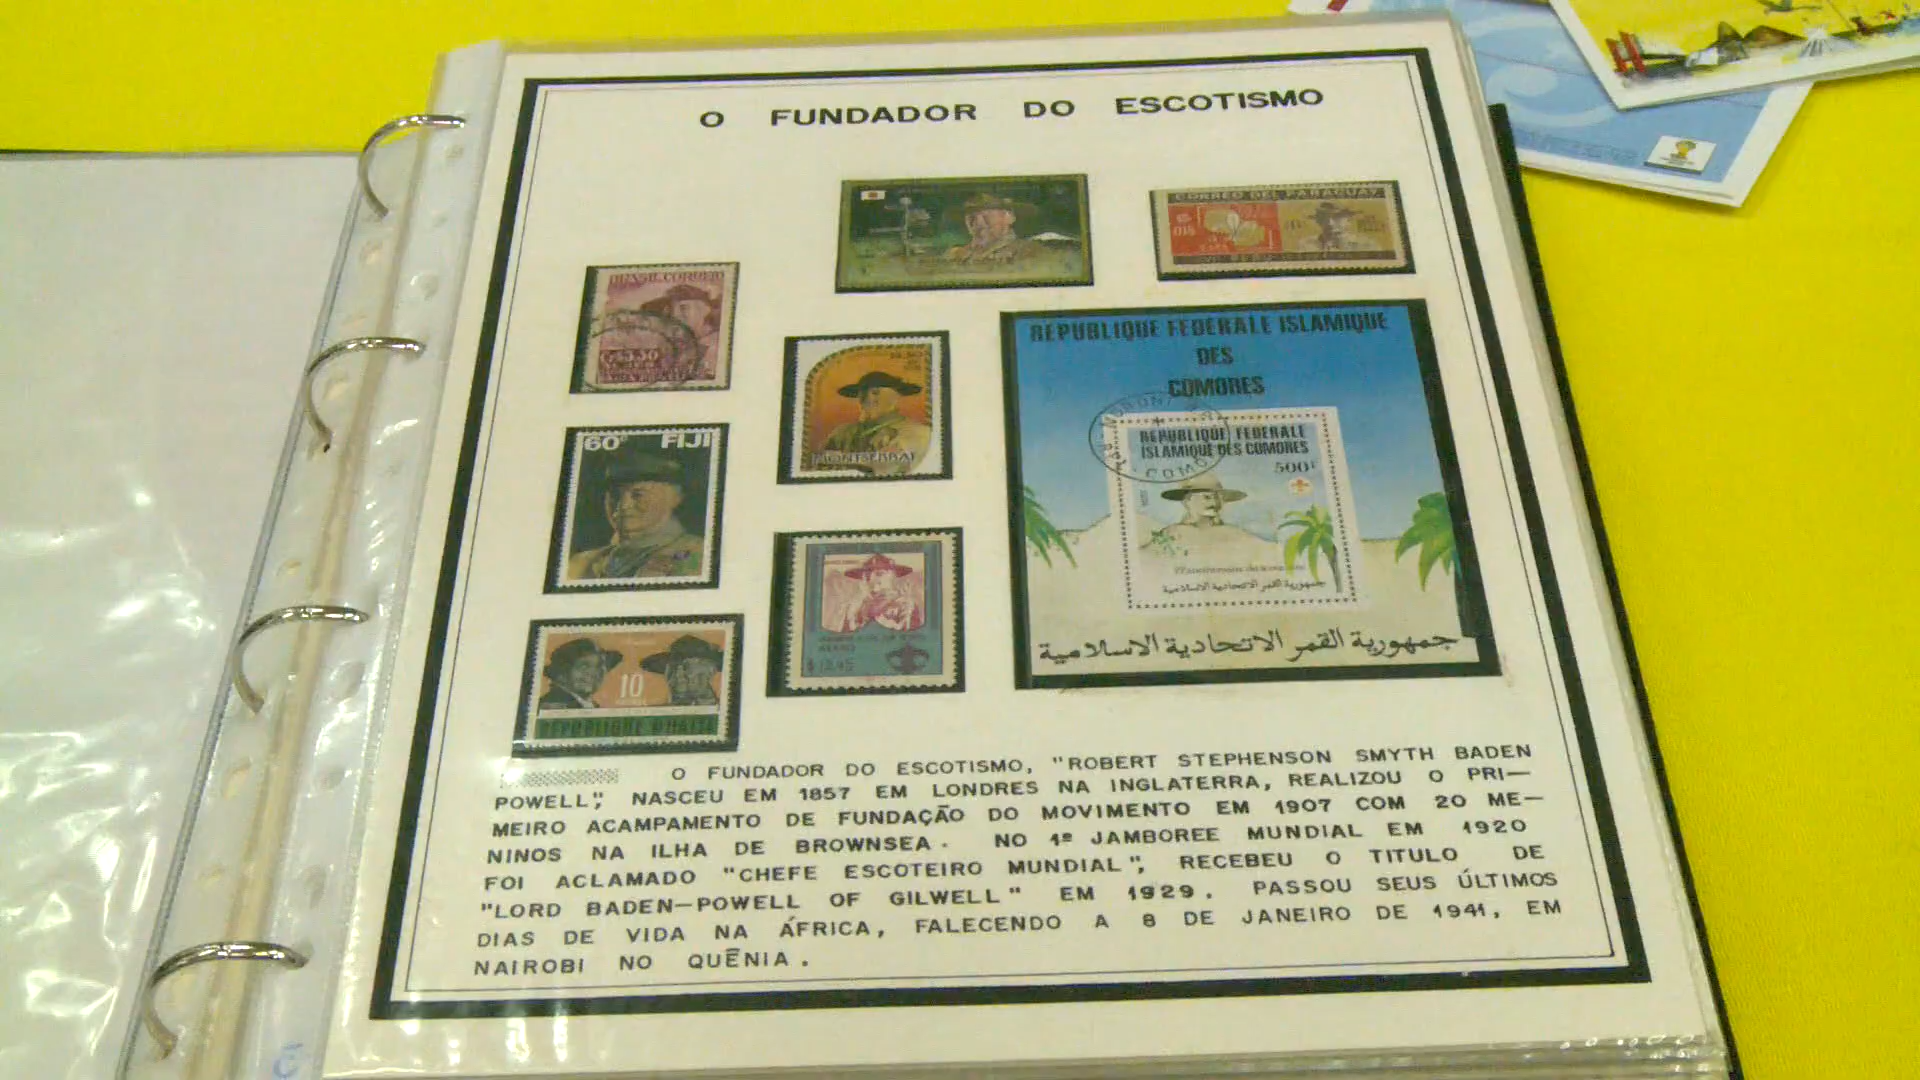 O FUNDADOR DO ESCOTISMO
CORREO DEL PARAGUAY
BRASIL CORREIO
REPUBLIQUE FEDERALE ISLAMIQUE
DES
COMORES
MONTSERRAT
60c FIJI
REPUBLIQUE FEDERALE
ISLAMIQUE DES COMORES
500F
جمهورية القمر الاتحادية الاسلامية
جمهورية القمر الاتحادية الاسلامية
AEREO
10
REPUBLIQUE D'HAITI
O FUNDADOR DO ESCOTISMO, "ROBERT STEPHENSON SMYTH BADEN
POWELL", NASCEU EM 1857 EM LONDRES NA INGLATERRA, REALIZOU O PRI—
MEIRO ACAMPAMENTO DE FUNDAÇÃO DO MOVIMENTO EM 1907 COM 20 ME—
NINOS NA ILHA DE BROWNSEA. NO 1º JAMBOREE MUNDIAL EM 1920
FOI ACLAMADO "CHEFE ESCOTEIRO MUNDIAL", RECEBEU O TITULO DE
"LORD BADEN—POWELL OF GILWELL" EM 1929. PASSOU SEUS ÚLTIMOS
DIAS DE VIDA NA ÁFRICA, FALECENDO A 8 DE JANEIRO DE 1941, EM
NAIROBI NO QUÊNIA.